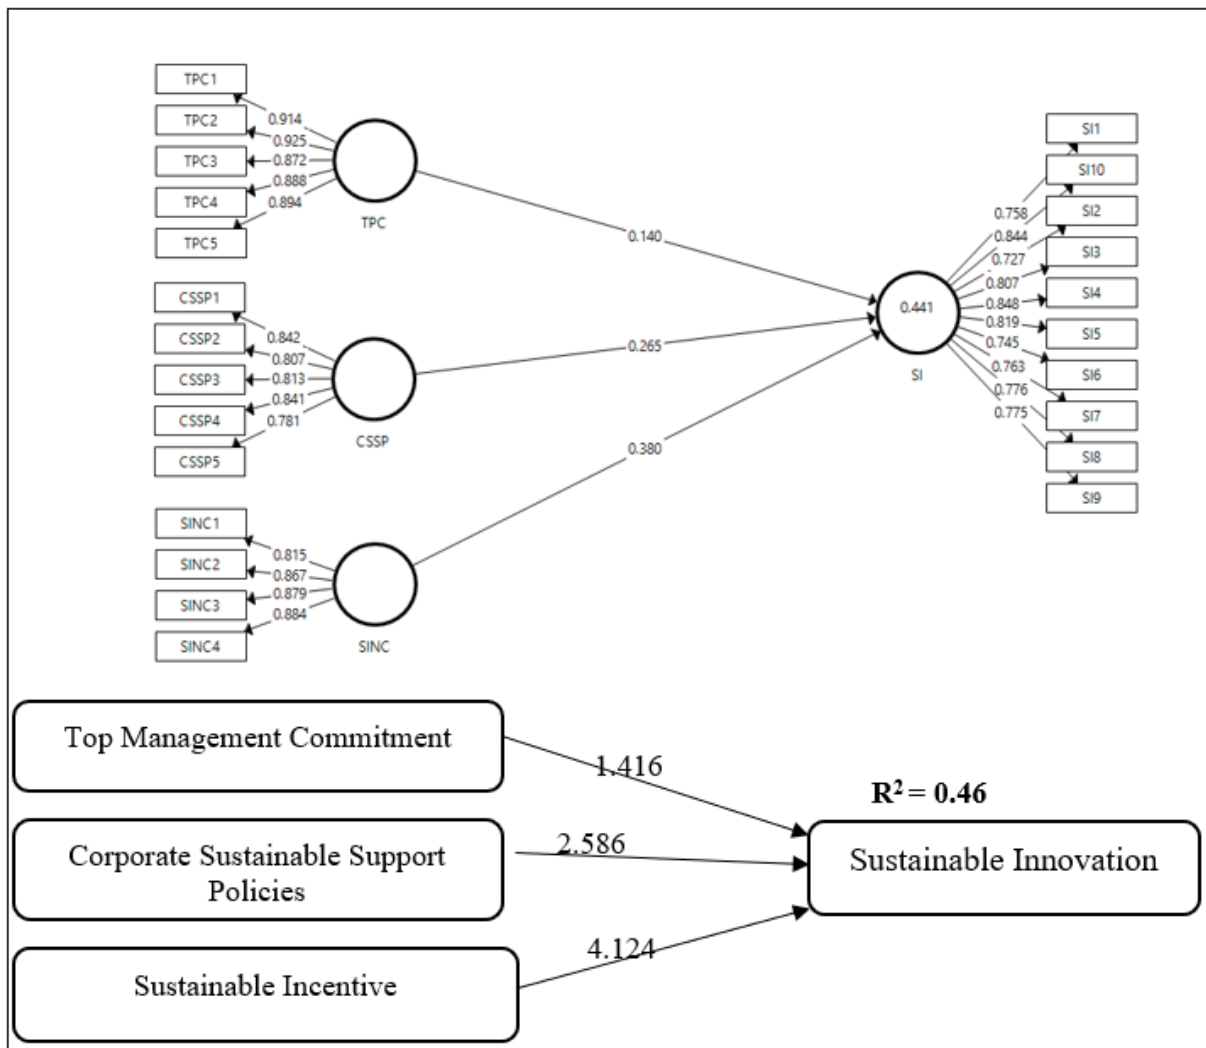 TPC1
0.914
TPC2
0.925
TPC3
0.872
TPC4
0.888
TPC5
0.894
TPC
CSSP1
0.842
CSSP2
0.807
CSSP3
0.813
CSSP4
0.841
CSSP5
0.781
CSSP
SINC1
0.815
SINC2
0.867
SINC3
0.879
SINC4
0.884
SINC
0.140
0.265
0.380
0.441
SI
SI1
0.758
SI10
0.844
SI2
0.727
SI3
0.807
SI4
0.848
SI5
0.819
SI6
0.745
SI7
0.763
SI8
0.776
SI9
0.775
Top Management Commitment
1.416
Corporate Sustainable Support
Policies
2.586
Sustainable Incentive
4.124
R² = 0.46
Sustainable Innovation